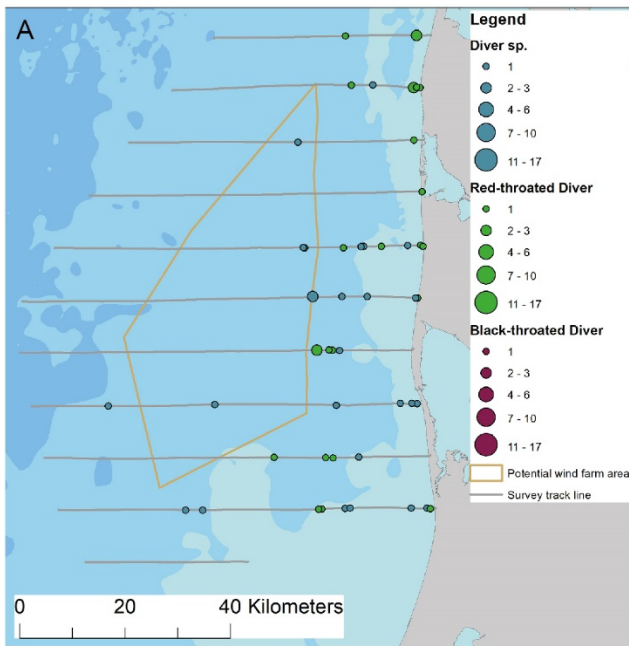 A
Legend
Diver sp.
1
2 - 3
4 - 6
7 - 10
11 - 17
Red-throated Diver
1
2 - 3
4 - 6
7 - 10
11 - 17
Black-throated Diver
1
2 - 3
4 - 6
7 - 10
11 - 17
Potential wind farm area
Survey track line
0 20 40 Kilometers